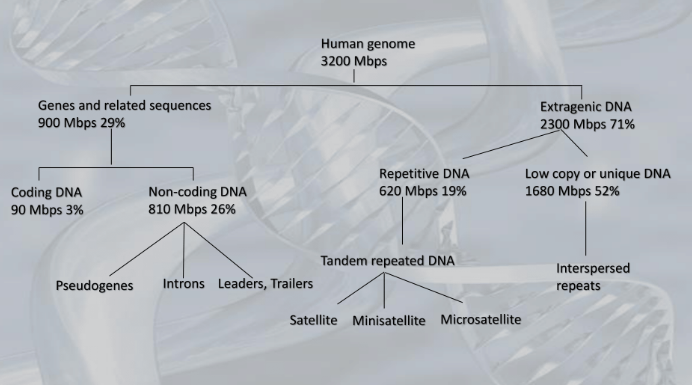 Human genome
3200 Mbps
Genes and related sequences
900 Mbps 29%
Extragenic DNA
2300 Mbps 71%
Coding DNA
90 Mbps 3%
Non-coding DNA
810 Mbps 26%
Repetitive DNA
620 Mbps 19%
Low copy or unique DNA
1680 Mbps 52%
Pseudogenes
Introns
Leaders, Trailers
Tandem repeated DNA
Interspersed
repeats
Satellite
Minisatellite
Microsatellite